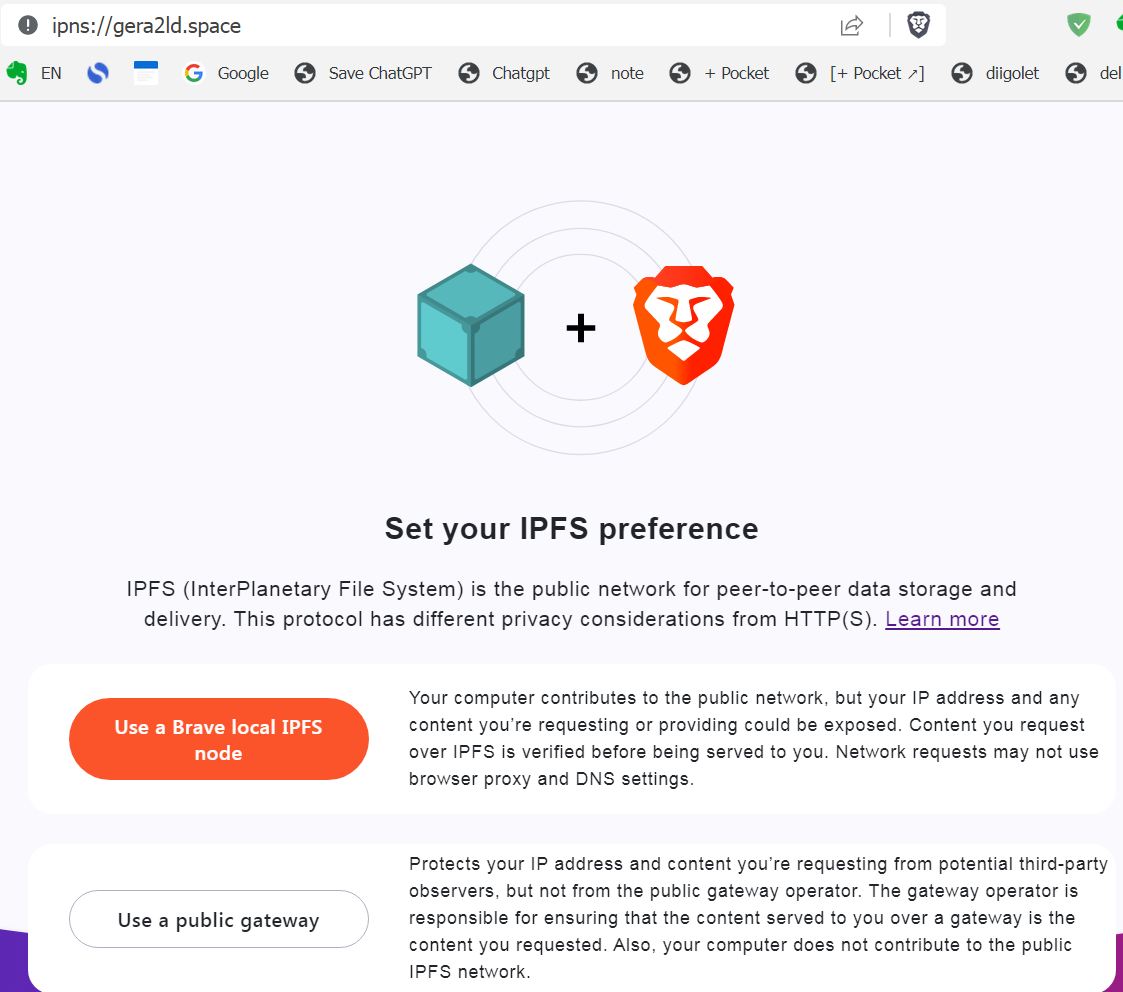 ipns://gera2ld.space
EN Google Save ChatGPT Chatgpt note + Pocket [+ Pocket ↗] diigolet del
Set your IPFS preference
IPFS (InterPlanetary File System) is the public network for peer-to-peer data storage and
delivery. This protocol has different privacy considerations from HTTP(S). Learn more
Use a Brave local IPFS
node
Your computer contributes to the public network, but your IP address and any
content you’re requesting or providing could be exposed. Content you request
over IPFS is verified before being served to you. Network requests may not use
browser proxy and DNS settings.
Use a public gateway
Protects your IP address and content you’re requesting from potential third-party
observers, but not from the public gateway operator. The gateway operator is
responsible for ensuring that the content served to you over a gateway is the
content you requested. Also, your computer does not contribute to the public
IPFS network.